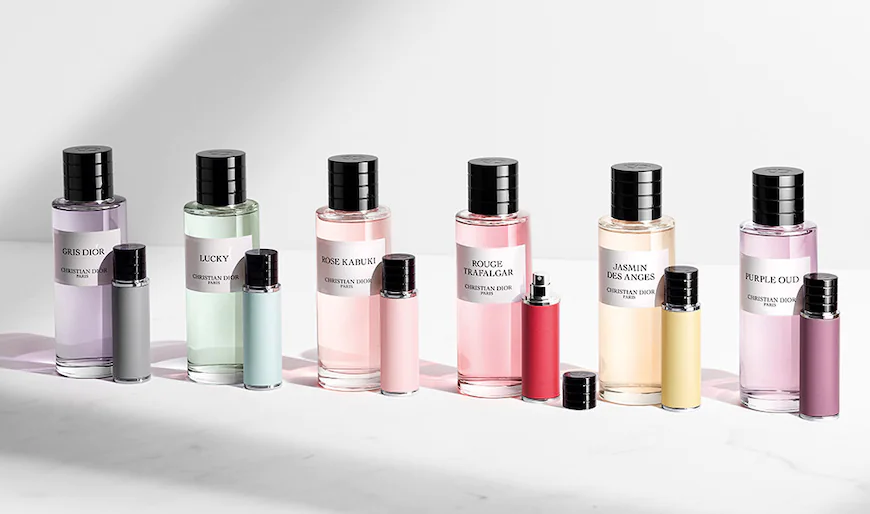 GRIS DIOR
CHRISTIAN DIOR
PARIS
LUCKY
CHRISTIAN DIOR
PARIS
ROSE KABUKI
CHRISTIAN DIOR
PARIS
ROUGE
TRAFALGAR
CHRISTIAN DIOR
PARIS
JASMIN
DES ANGES
CHRISTIAN DIOR
PARIS
PURPLE OUD
CHRISTIAN DIOR
PARIS